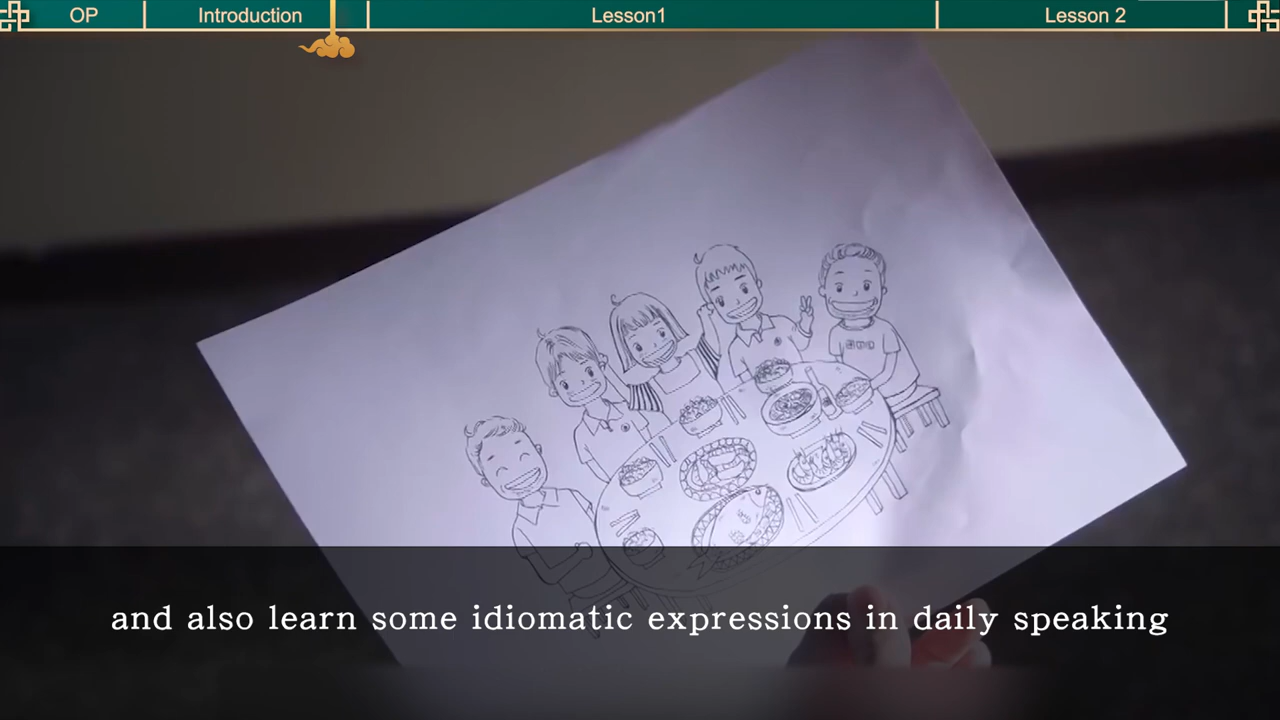 OP
Introduction
Lesson1
Lesson 2
and also learn some idiomatic expressions in daily speaking